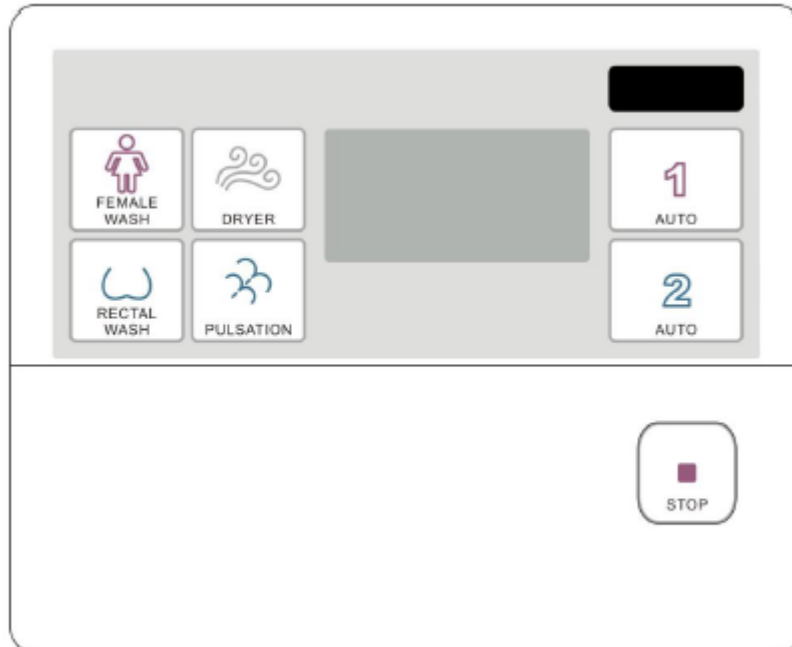 FEMALE
WASH
DRYER
1
AUTO
RECTAL
WASH
PULSATION
2
AUTO
STOP